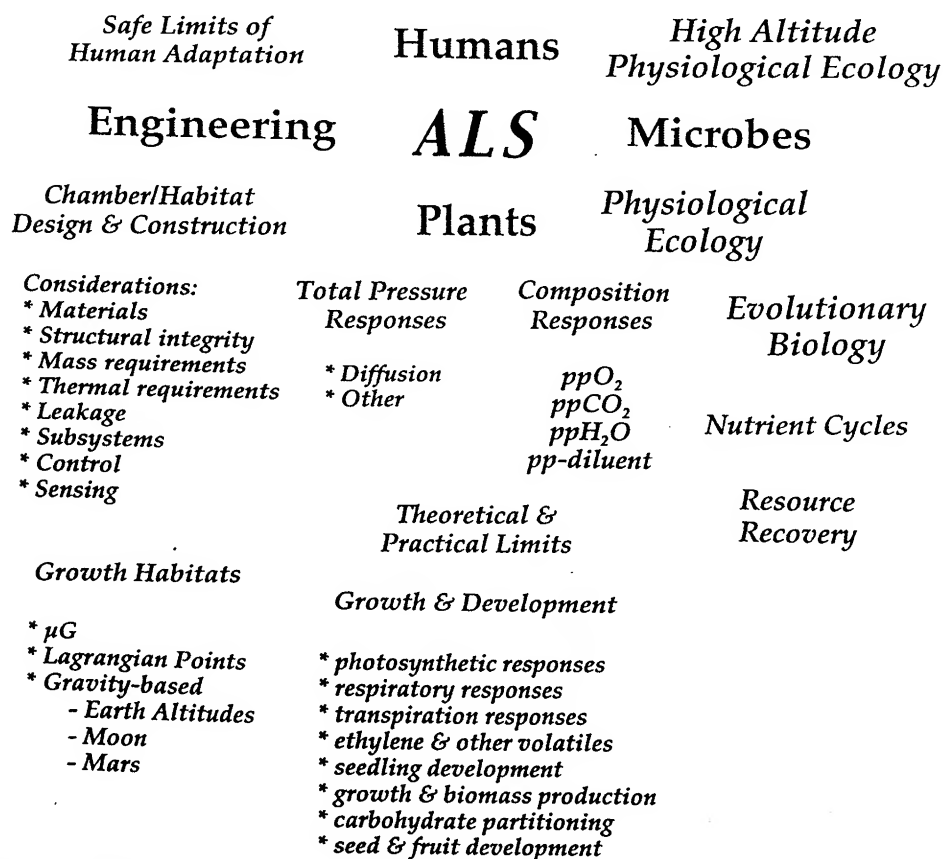 Safe Limits of
Human Adaptation
Humans
High Altitude
Physiological Ecology
Engineering
ALS
Microbes
Chamber/Habitat
Design & Construction
Plants
Physiological
Ecology
Considerations:
* Materials
* Structural integrity
* Mass requirements
* Thermal requirements
* Leakage
* Subsystems
* Control
* Sensing
Total Pressure
Responses
* Diffusion
* Other
Composition
Responses
ppO₂
ppCO₂
ppH₂O
pp-diluent
Evolutionary
Biology
Nutrient Cycles
Resource
Recovery
Theoretical &
Practical Limits
Growth Habitats
* µG
* Lagrangian Points
* Gravity-based
- Earth Altitudes
- Moon
- Mars
Growth & Development
* photosynthetic responses
* respiratory responses
* transpiration responses
* ethylene & other volatiles
* seedling development
* growth & biomass production
* carbohydrate partitioning
* seed & fruit development